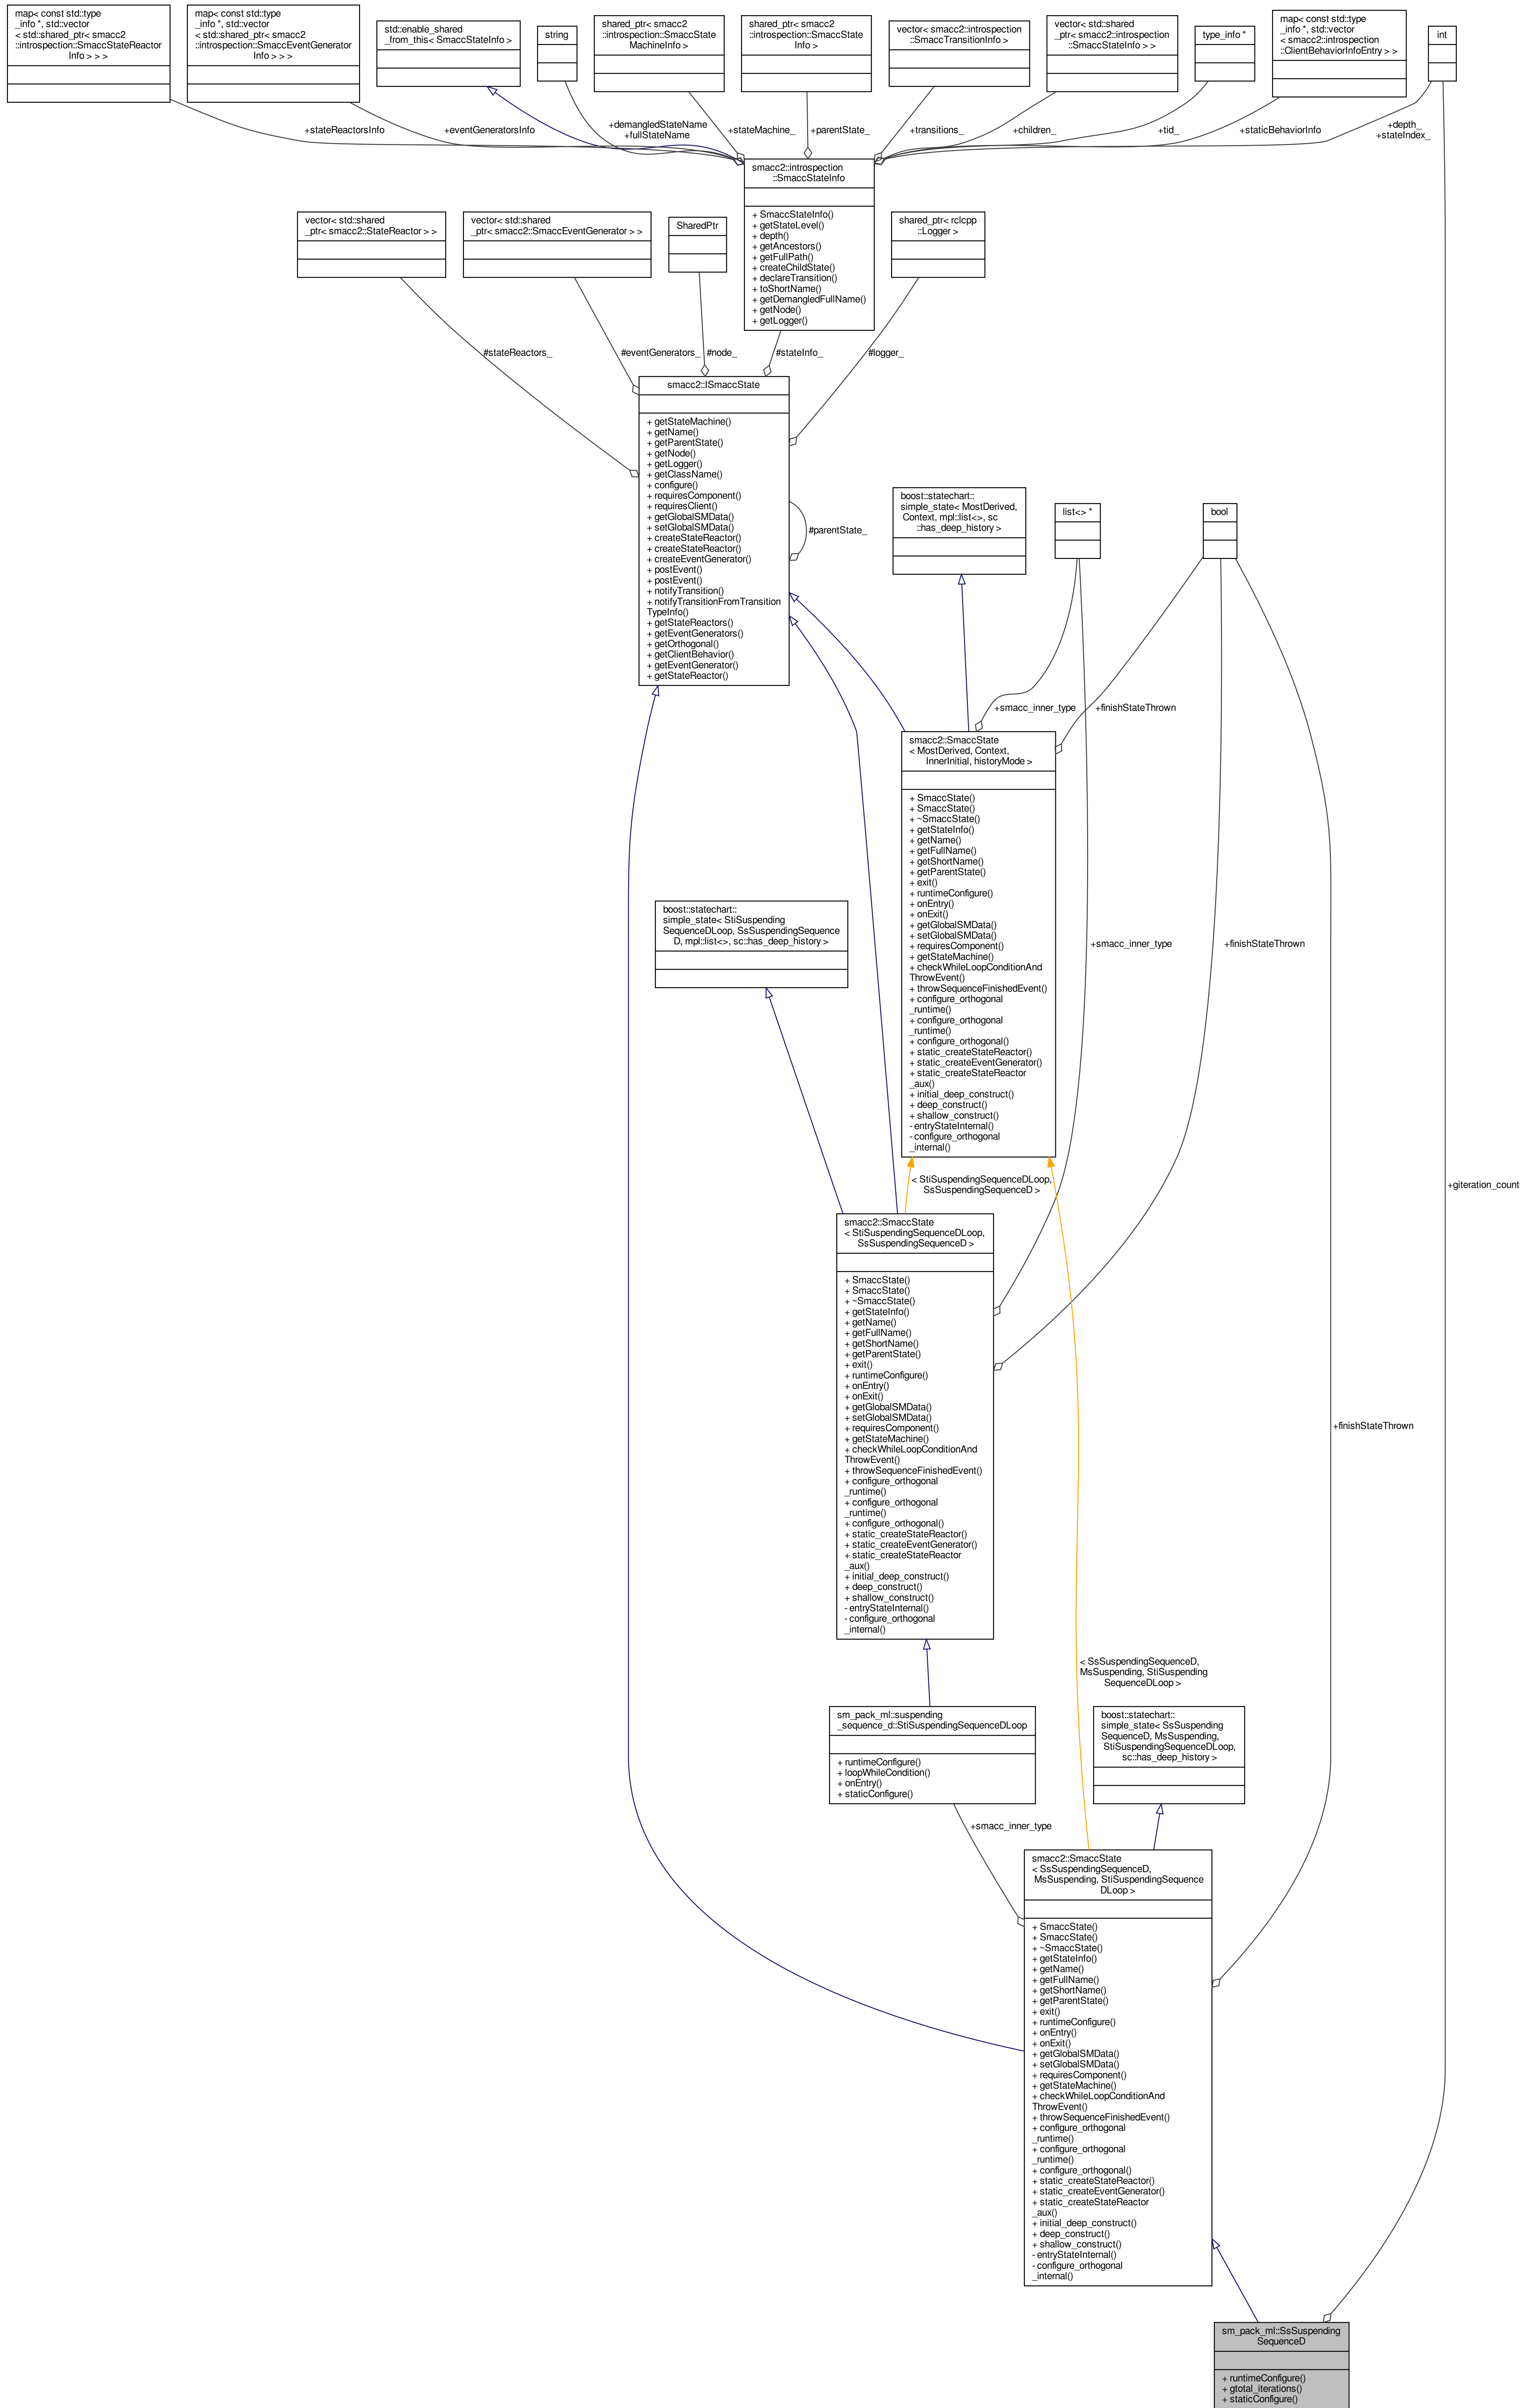 map< const std::type
_info *, std::vector
< std::shared_ptr< smacc2
::introspection::SmaccStateReactor
Info > > >
map< const std::type
_info *, std::vector
< std::shared_ptr< smacc2
::introspection::SmaccEventGenerator
Info > > >
std::enable_shared
_from_this< SmaccStateInfo >
string
shared_ptr< smacc2
::introspection::SmaccState
MachineInfo >
shared_ptr< smacc2
::introspection::SmaccState
Info >
vector< smacc2::introspection
::SmaccTransitionInfo >
vector< std::shared
_ptr< smacc2::introspection
::SmaccStateInfo > >
type_info *
map< const std::type
_info *, std::vector
< smacc2::introspection
::ClientBehaviorInfoEntry > >
int
+stateReactorsInfo
+eventGeneratorsInfo
+demangledStateName
+fullStateName
+stateMachine_
+parentState_
+transitions_
+children_
+tid_
+staticBehaviorInfo
+depth_
+stateIndex_
smacc2::introspection
::SmaccStateInfo
+ SmaccStateInfo()
+ getStateLevel()
+ depth()
+ getAncestors()
+ getFullPath()
+ createChildState()
+ declareTransition()
+ toShortName()
+ getDemangledFullName()
+ getNode()
+ getLogger()
vector< std::shared
_ptr< smacc2::StateReactor > >
vector< std::shared
_ptr< smacc2::SmaccEventGenerator > >
SharedPtr
shared_ptr< rclcpp
::Logger >
#stateReactors_
#eventGenerators_
#node_
#stateInfo_
#logger_
smacc2::ISmaccState
+ getStateMachine()
+ getName()
+ getParentState()
+ getNode()
+ getLogger()
+ getClassName()
+ configure()
+ requiresComponent()
+ requiresClient()
+ getGlobalSMData()
+ setGlobalSMData()
+ createStateReactor()
+ createStateReactor()
+ createEventGenerator()
+ postEvent()
+ postEvent()
+ notifyTransition()
+ notifyTransitionFromTransition
TypeInfo()
+ getStateReactors()
+ getEventGenerators()
+ getOrthogonal()
+ getClientBehavior()
+ getEventGenerator()
+ getStateReactor()
#parentState_
boost::statechart::
simple_state< MostDerived,
Context, mpl::list<>, sc
::has_deep_history >
list<> *
bool
+smacc_inner_type
+finishStateThrown
smacc2::SmaccState
< MostDerived, Context,
InnerInitial, historyMode >
+ SmaccState()
+ SmaccState()
+ ~SmaccState()
+ getStateInfo()
+ getName()
+ getFullName()
+ getShortName()
+ getParentState()
+ exit()
+ runtimeConfigure()
+ onEntry()
+ onExit()
+ getGlobalSMData()
+ setGlobalSMData()
+ requiresComponent()
+ getStateMachine()
+ checkWhileLoopConditionAnd
ThrowEvent()
+ throwSequenceFinishedEvent()
+ configure_orthogonal
_runtime()
+ configure_orthogonal
_runtime()
+ configure_orthogonal()
+ static_createStateReactor()
+ static_createEventGenerator()
+ static_createStateReactor
_aux()
+ initial_deep_construct()
+ deep_construct()
+ shallow_construct()
- entryStateInternal()
- configure_orthogonal
_internal()
boost::statechart::
simple_state< StiSuspending
SequenceDLoop, SsSuspendingSequence
D, mpl::list<>, sc::has_deep_history >
+smacc_inner_type
+finishStateThrown
< StiSuspendingSequenceDLoop,
SsSuspendingSequenceD >
+giteration_count
smacc2::SmaccState
< StiSuspendingSequenceDLoop,
SsSuspendingSequenceD >
+ SmaccState()
+ SmaccState()
+ ~SmaccState()
+ getStateInfo()
+ getName()
+ getFullName()
+ getShortName()
+ getParentState()
+ exit()
+ runtimeConfigure()
+ onEntry()
+ onExit()
+ getGlobalSMData()
+ setGlobalSMData()
+ requiresComponent()
+ getStateMachine()
+ checkWhileLoopConditionAnd
ThrowEvent()
+ throwSequenceFinishedEvent()
+ configure_orthogonal
_runtime()
+ configure_orthogonal
_runtime()
+ configure_orthogonal()
+ static_createStateReactor()
+ static_createEventGenerator()
+ static_createStateReactor
_aux()
+ initial_deep_construct()
+ deep_construct()
+ shallow_construct()
- entryStateInternal()
- configure_orthogonal
_internal()
+finishStateThrown
< SsSuspendingSequenceD,
MsSuspending, StiSuspending
SequenceDLoop >
sm_pack_ml::suspending
_sequence_d::StiSuspendingSequenceDLoop
+ runtimeConfigure()
+ loopWhileCondition()
+ onEntry()
+ staticConfigure()
boost::statechart::
simple_state< SsSuspending
SequenceD, MsSuspending,
StiSuspendingSequenceDLoop,
sc::has_deep_history >
+smacc_inner_type
smacc2::SmaccState
< SsSuspendingSequenceD,
MsSuspending, StiSuspendingSequence
DLoop >
+ SmaccState()
+ SmaccState()
+ ~SmaccState()
+ getStateInfo()
+ getName()
+ getFullName()
+ getShortName()
+ getParentState()
+ exit()
+ runtimeConfigure()
+ onEntry()
+ onExit()
+ getGlobalSMData()
+ setGlobalSMData()
+ requiresComponent()
+ getStateMachine()
+ checkWhileLoopConditionAnd
ThrowEvent()
+ throwSequenceFinishedEvent()
+ configure_orthogonal
_runtime()
+ configure_orthogonal
_runtime()
+ configure_orthogonal()
+ static_createStateReactor()
+ static_createEventGenerator()
+ static_createStateReactor
_aux()
+ initial_deep_construct()
+ deep_construct()
+ shallow_construct()
- entryStateInternal()
- configure_orthogonal
_internal()
sm_pack_ml::SsSuspending
SequenceD
+ runtimeConfigure()
+ gtotal_iterations()
+ staticConfigure()